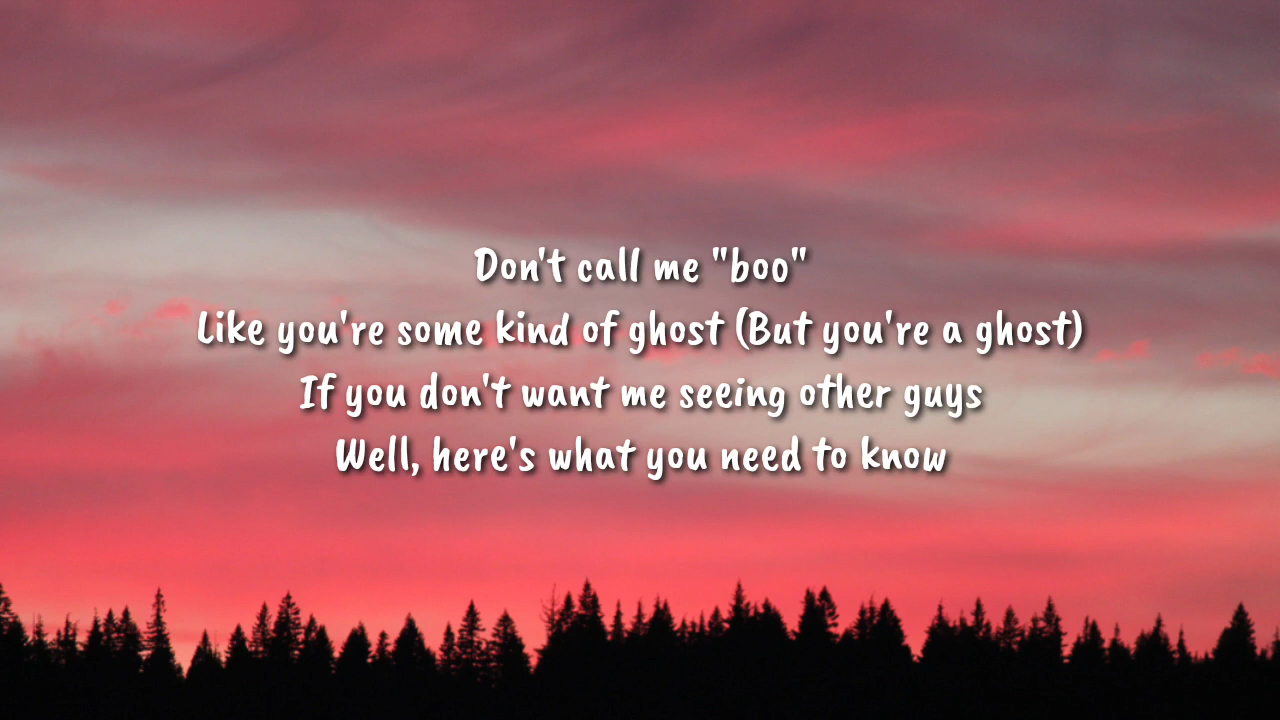 Don't call me "boo"
Like you're some kind of ghost (But you're a ghost)
If you don't want me seeing other guys
Well, here's what you need to know